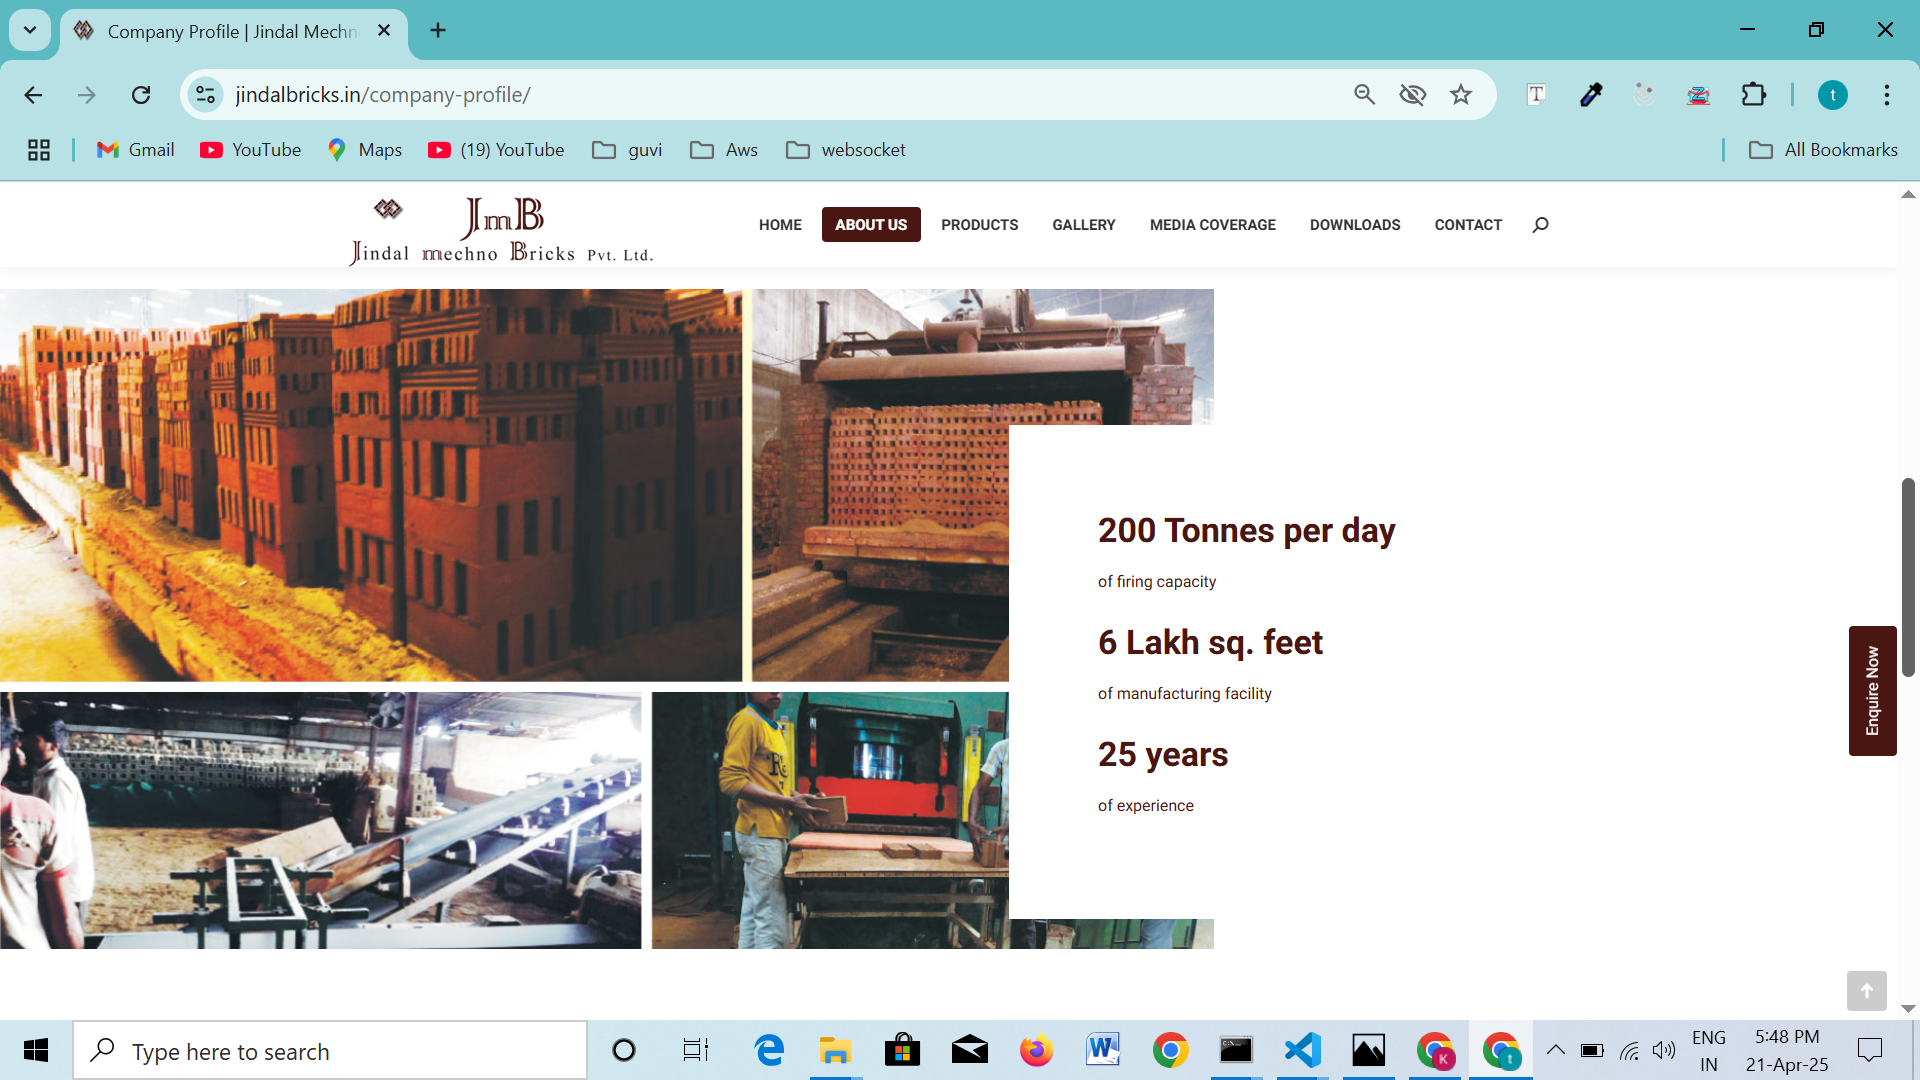 Company Profile | Jindal Mechn
jindalbricks.in/company-profile/
t
Gmail
YouTube
Maps
(19) YouTube
guvi
Aws
websocket
All Bookmarks
JmB
Jindal mechno Bricks Pvt. Ltd.
HOME
ABOUT US
PRODUCTS
GALLERY
MEDIA COVERAGE
DOWNLOADS
CONTACT
200 Tonnes per day
of firing capacity
6 Lakh sq. feet
of manufacturing facility
25 years
of experience
Enquire Now
Type here to search
K
t
ENG
IN
5:48 PM
21-Apr-25